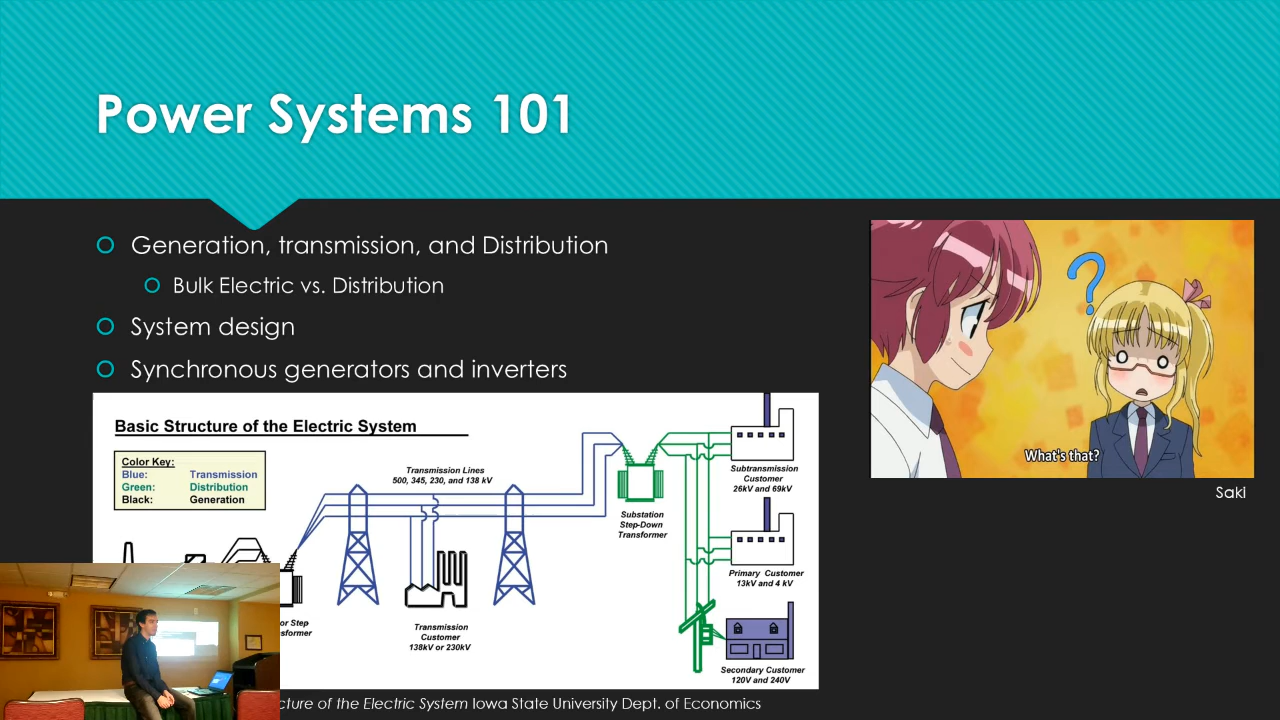 Power Systems 101
Generation, transmission, and Distribution
Bulk Electric vs. Distribution
System design
Synchronous generators and inverters
Basic Structure of the Electric System
Color Key:
Blue: Transmission
Green: Distribution
Black: Generation
Transmission Lines
500, 345, 230, and 138 kV
Substation
Step-Down
Transformer
Subtransmission
Customer
26kV and 69kV
Primary Customer
13kV and 4 kV
Transmission
Customer
138kV or 230kV
Secondary Customer
120V and 240V
Step
of the Electric System Iowa State University Dept. of Economics
What's that?
Saki